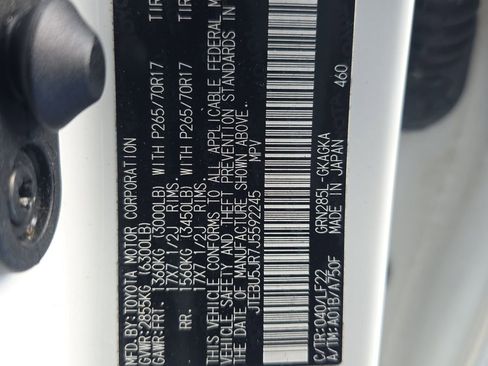 MFD. BY:TOYOTA MOTOR CORPORATION
GVWR:2855KG (6300LB)
GAWR:FRT. 1360KG (3000LB) WITH P265/70R17 TIR
17X7 1/2J RIMS.
RR. 1560KG (3450LB) WITH P265/70R17 TIR
17X7 1/2J RIMS.
THIS VEHICLE CONFORMS TO ALL APPLICABLE FEDERAL M
VEHICLE SAFETY AND THEFT PREVENTION STANDARDS IN
THE DATE OF MANUFACTURE SHOWN ABOVE.
JTEBU5JR7J5592245 MPV
460
C/TR:040/LF22 GRN285L-GKAGKA
A/TM:A01B/A750F MADE IN JAPAN